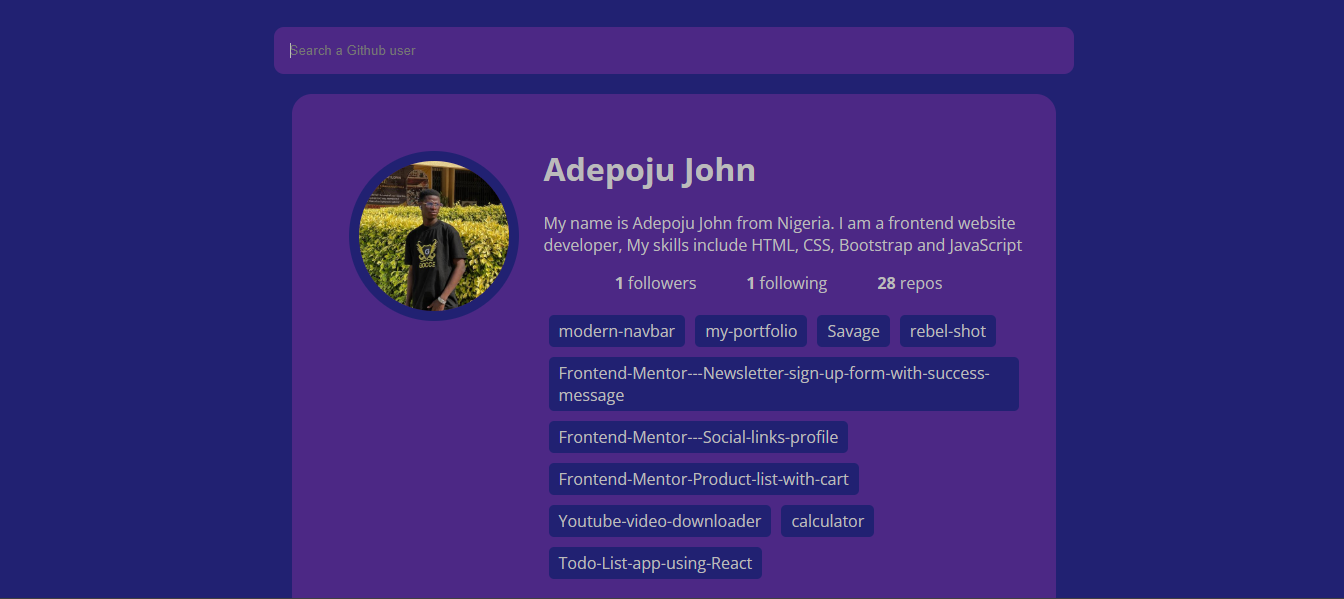 Search a Github user
Adepoju John
My name is Adepoju John from Nigeria. I am a frontend website
developer, My skills include HTML, CSS, Bootstrap and JavaScript
1 followers 1 following 28 repos
modern-navbar my-portfolio Savage rebel-shot
Frontend-Mentor---Newsletter-sign-up-form-with-success-
message
Frontend-Mentor---Social-links-profile
Frontend-Mentor-Product-list-with-cart
Youtube-video-downloader calculator
Todo-List-app-using-React